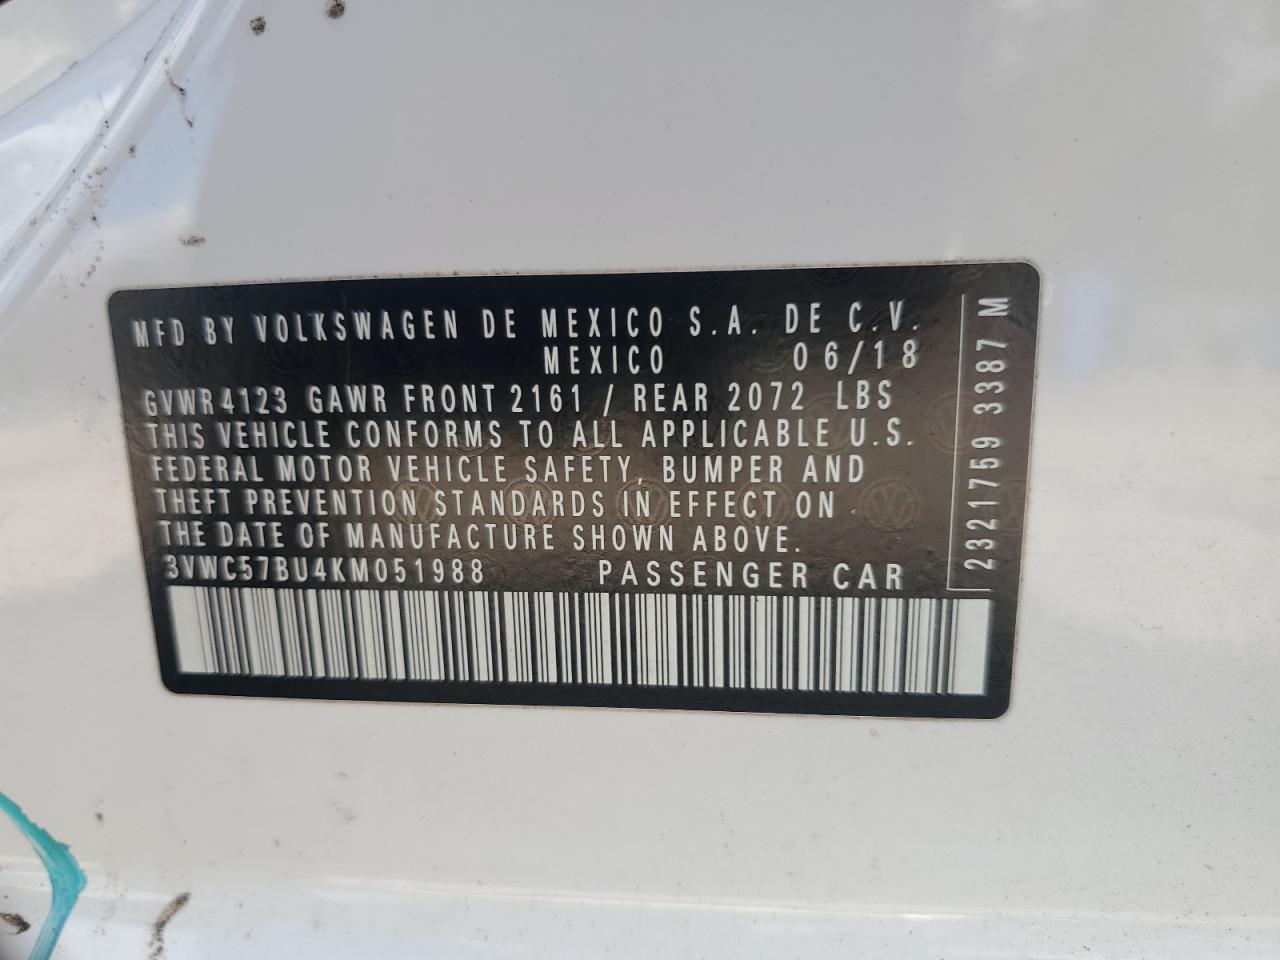 MFD BY VOLKSWAGEN DE MEXICO S.A. DE C.V.
MEXICO 06/18
GVWR 4123 GAWR FRONT 2161 / REAR 2072 LBS
THIS VEHICLE CONFORMS TO ALL APPLICABLE U.S.
FEDERAL MOTOR VEHICLE SAFETY, BUMPER AND
THEFT PREVENTION STANDARDS IN EFFECT ON
THE DATE OF MANUFACTURE SHOWN ABOVE.
3VWC57BU4KM051988 PASSENGER CAR
2321759 3387 M